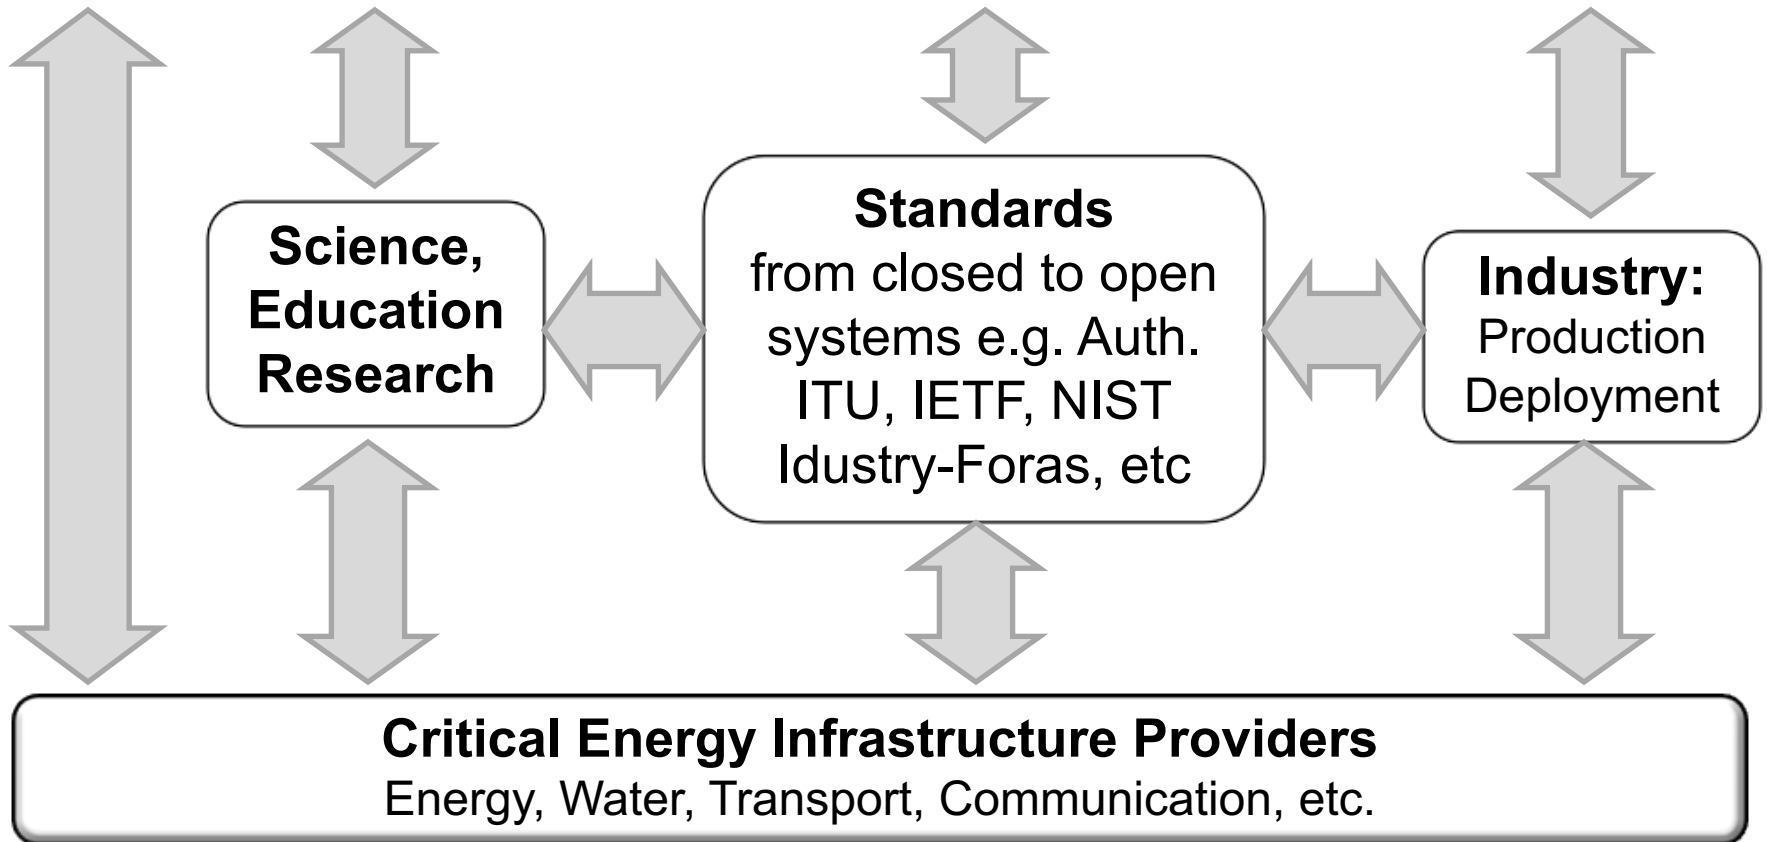 Science,
Education
Research
Standards
from closed to open
systems e.g. Auth.
ITU, IETF, NIST
Idustry-Foras, etc
Industry:
Production
Deployment
Critical Energy Infrastructure Providers
Energy, Water, Transport, Communication, etc.